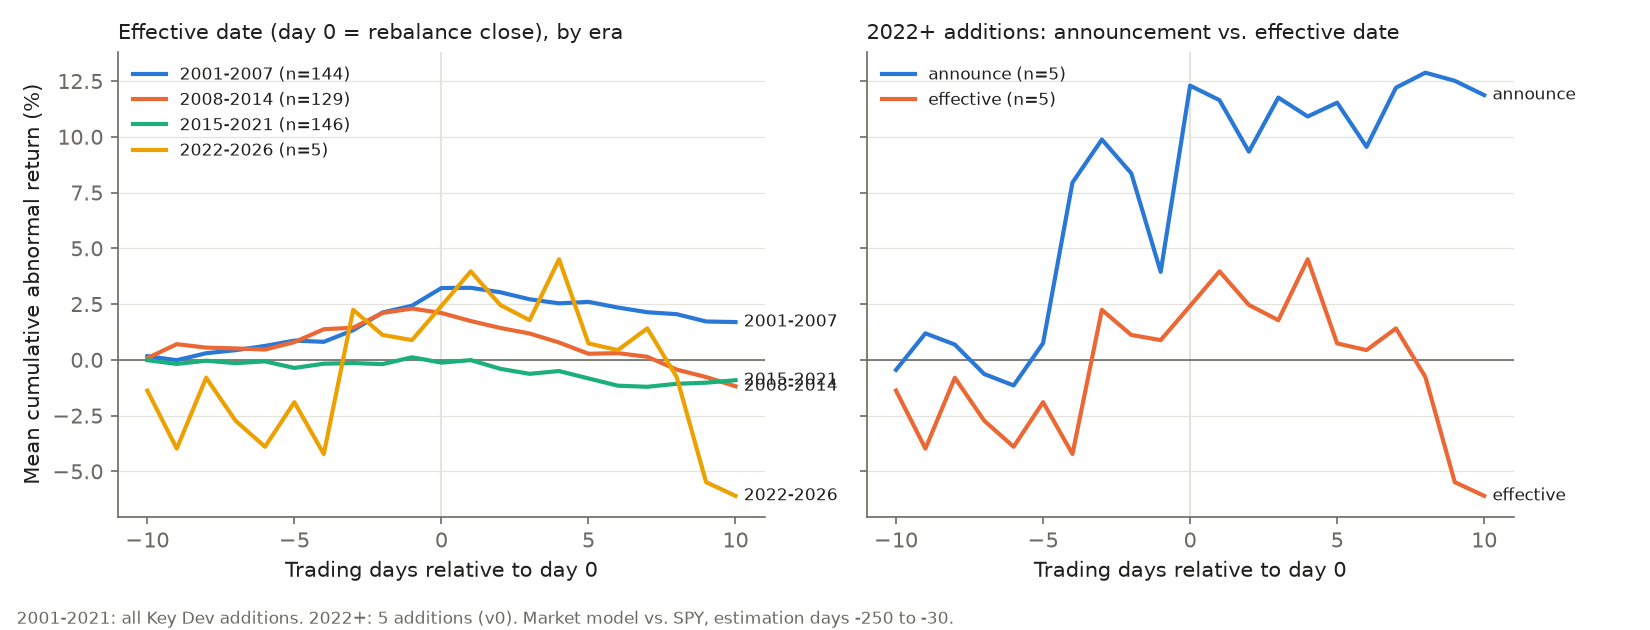 Effective date (day 0 = rebalance close), by era
2001-2007 (n=144)
2008-2014 (n=129)
2015-2021 (n=146)
2022-2026 (n=5)
Mean cumulative abnormal return (%)
12.5
10.0
7.5
5.0
2.5
0.0
−2.5
−5.0
2001-2007
2015-2021
2008-2014
2022-2026
−10
−5
0
5
10
Trading days relative to day 0
2022+ additions: announcement vs. effective date
announce (n=5)
effective (n=5)
announce
effective
−10
−5
0
5
10
Trading days relative to day 0
2001-2021: all Key Dev additions. 2022+: 5 additions (v0). Market model vs. SPY, estimation days -250 to -30.